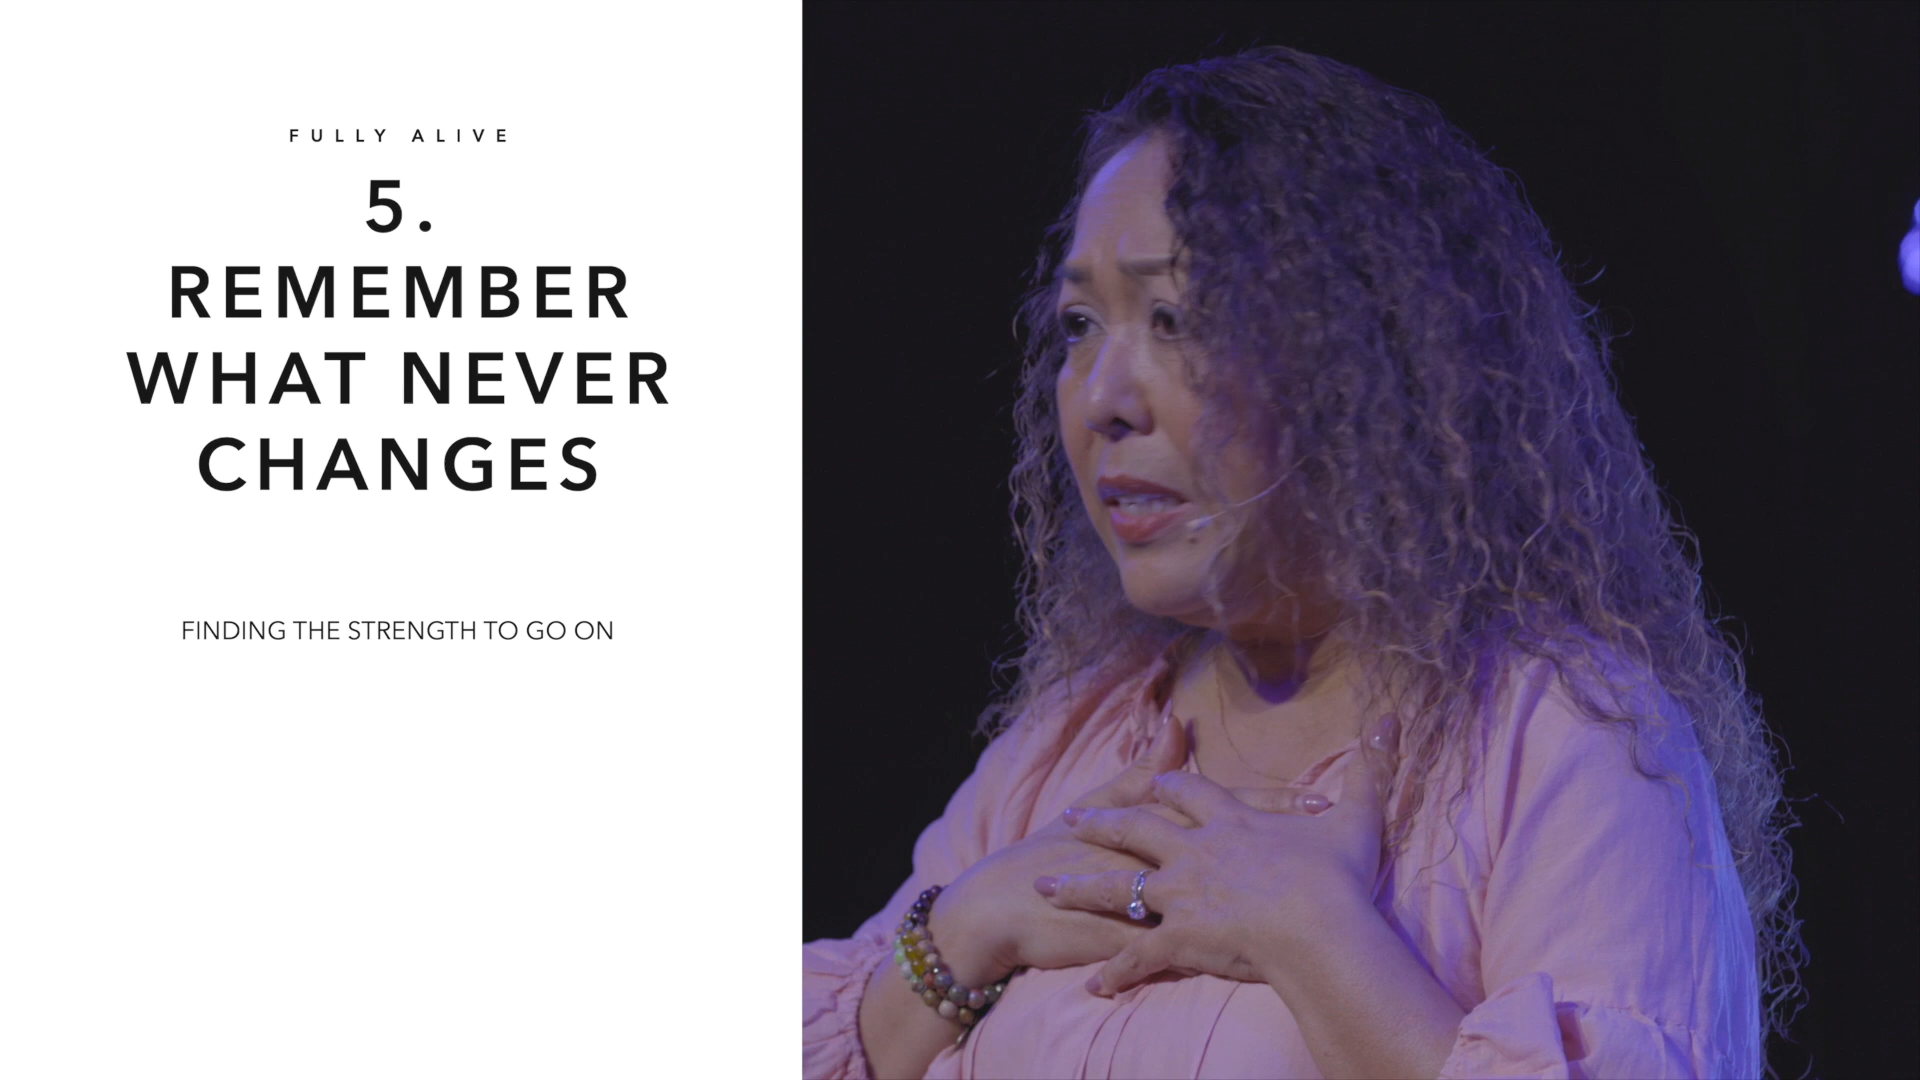 FULLY ALIVE
5.
REMEMBER
WHAT NEVER
CHANGES
FINDING THE STRENGTH TO GO ON